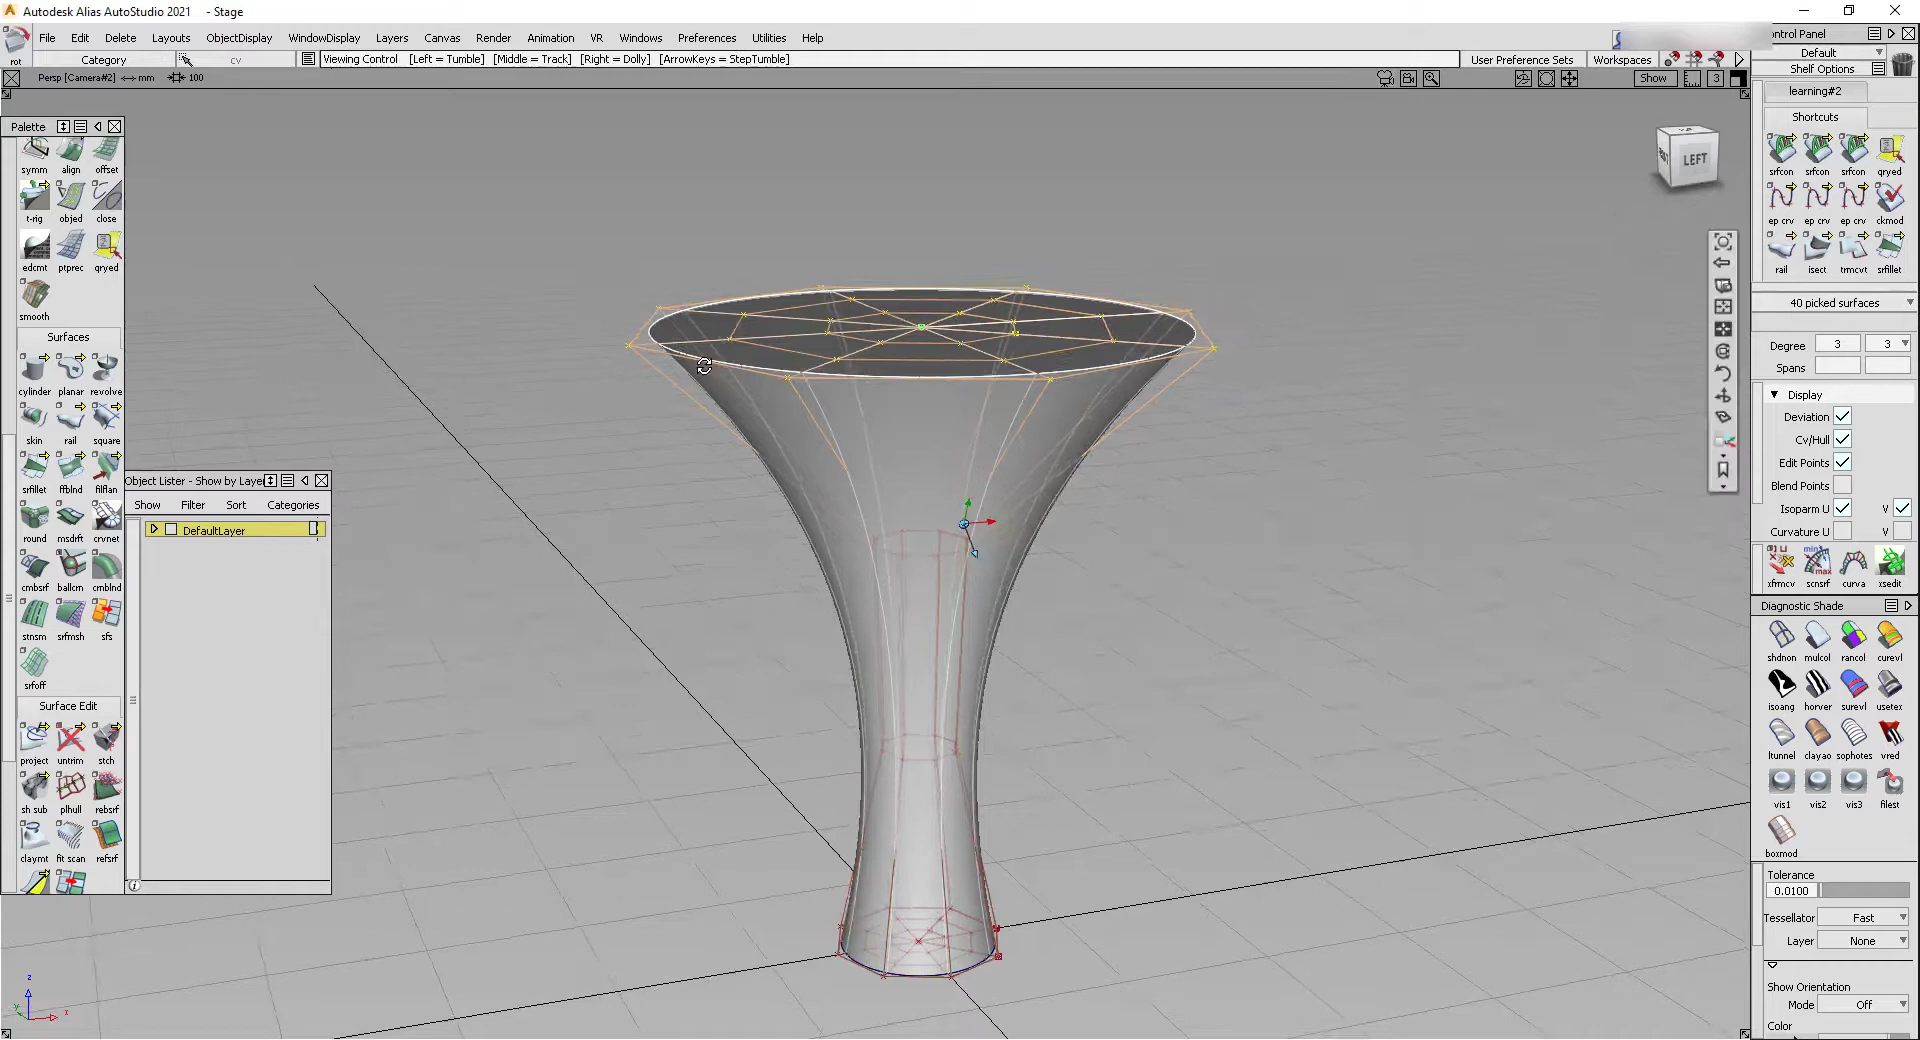 Autodesk Alias AutoStudio 2021 - Stage
File Edit Delete Layouts ObjectDisplay WindowDisplay Layers Canvas Render Animation VR Windows Preferences Utilities Help
rot
Category
cv
Viewing Control [Left = Tumble] [Middle = Track] [Right = Dolly] [ArrowKeys = StepTumble]
User Preference Sets
Workspaces
Persp [Camera#2] mm 100
Show
3
Palette
symm align offset
t-rig objed close
edcmt ptprec qryed
smooth
Surfaces
cylinder planar revolve
skin rail square
srfillet ffblnd filflan
round msdrft crvnet
cmbsrf ballcrn cmblnd
stnsm srfmsh sfs
srfoff
Surface Edit
project untrim stch
sh sub plhull rebsrf
claymt fit scan refsrf
Object Lister - Show by Layer
Show Filter Sort Categories
DefaultLayer
LEFT
z
y
x
ontrol Panel
Default
Shelf Options
learning#2
Shortcuts
srfcon srfcon srfcon qryed
ep crv ep crv ep crv ckmod
rail isect trmcvt srfillet
40 picked surfaces
Degree 3 3
Spans
Display
Deviation
Cv/Hull
Edit Points
Blend Points
Isoparm U V
Curvature U V
xfrmcv scnsrf curva xsedit
Diagnostic Shade
shdnon mulcol rancol curevl
isoang horver surevl usetex
ltunnel clayao sophotes vred
vis1 vis2 vis3 filest
boxmod
Tolerance
0.0100
Tessellator Fast
Layer None
Show Orientation
Mode Off
Color